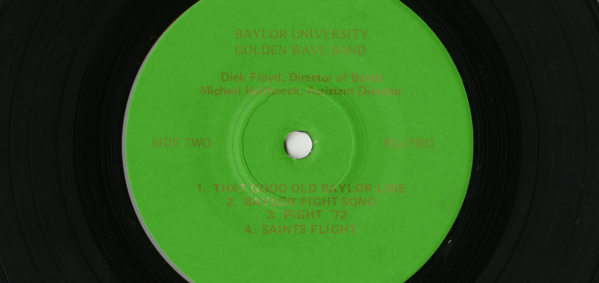 BAYLOR UNIVERSITY
GOLDEN WAVE BAND
Dick Floyd, Director of Bands
Michael Assistant Director
SIDE TWO
1. THAT GOOD OLD BAYLOR LINE
2. BAYLOR FIGHT SONG
3. FIGHT '72
4. SAINTS FLIGHT